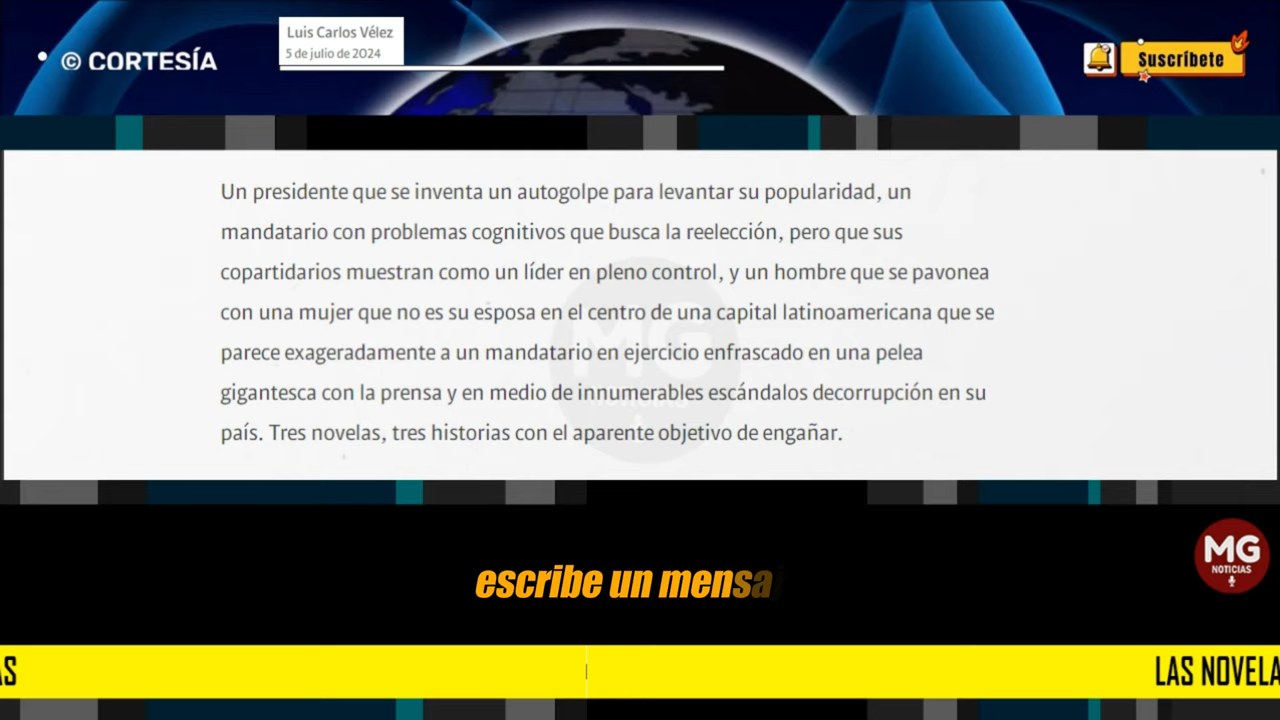 © CORTESÍA
Luis Carlos Vélez
5 de julio de 2024
Suscríbete
Un presidente que se inventa un autogolpe para levantar su popularidad, un
mandatario con problemas cognitivos que busca la reelección, pero que sus
copartidarios muestran como un líder en pleno control, y un hombre que se pavonea
con una mujer que no es su esposa en el centro de una capital latinoamericana que se
parece exageradamente a un mandatario en ejercicio enfrascado en una pelea
gigantesca con la prensa y en medio de innumerables escándalos decorrupción en su
país. Tres novelas, tres historias con el aparente objetivo de engañar.
MG
NOTICIAS
escribe un mensa
MG
NOTICIAS
AS
LAS NOVELA